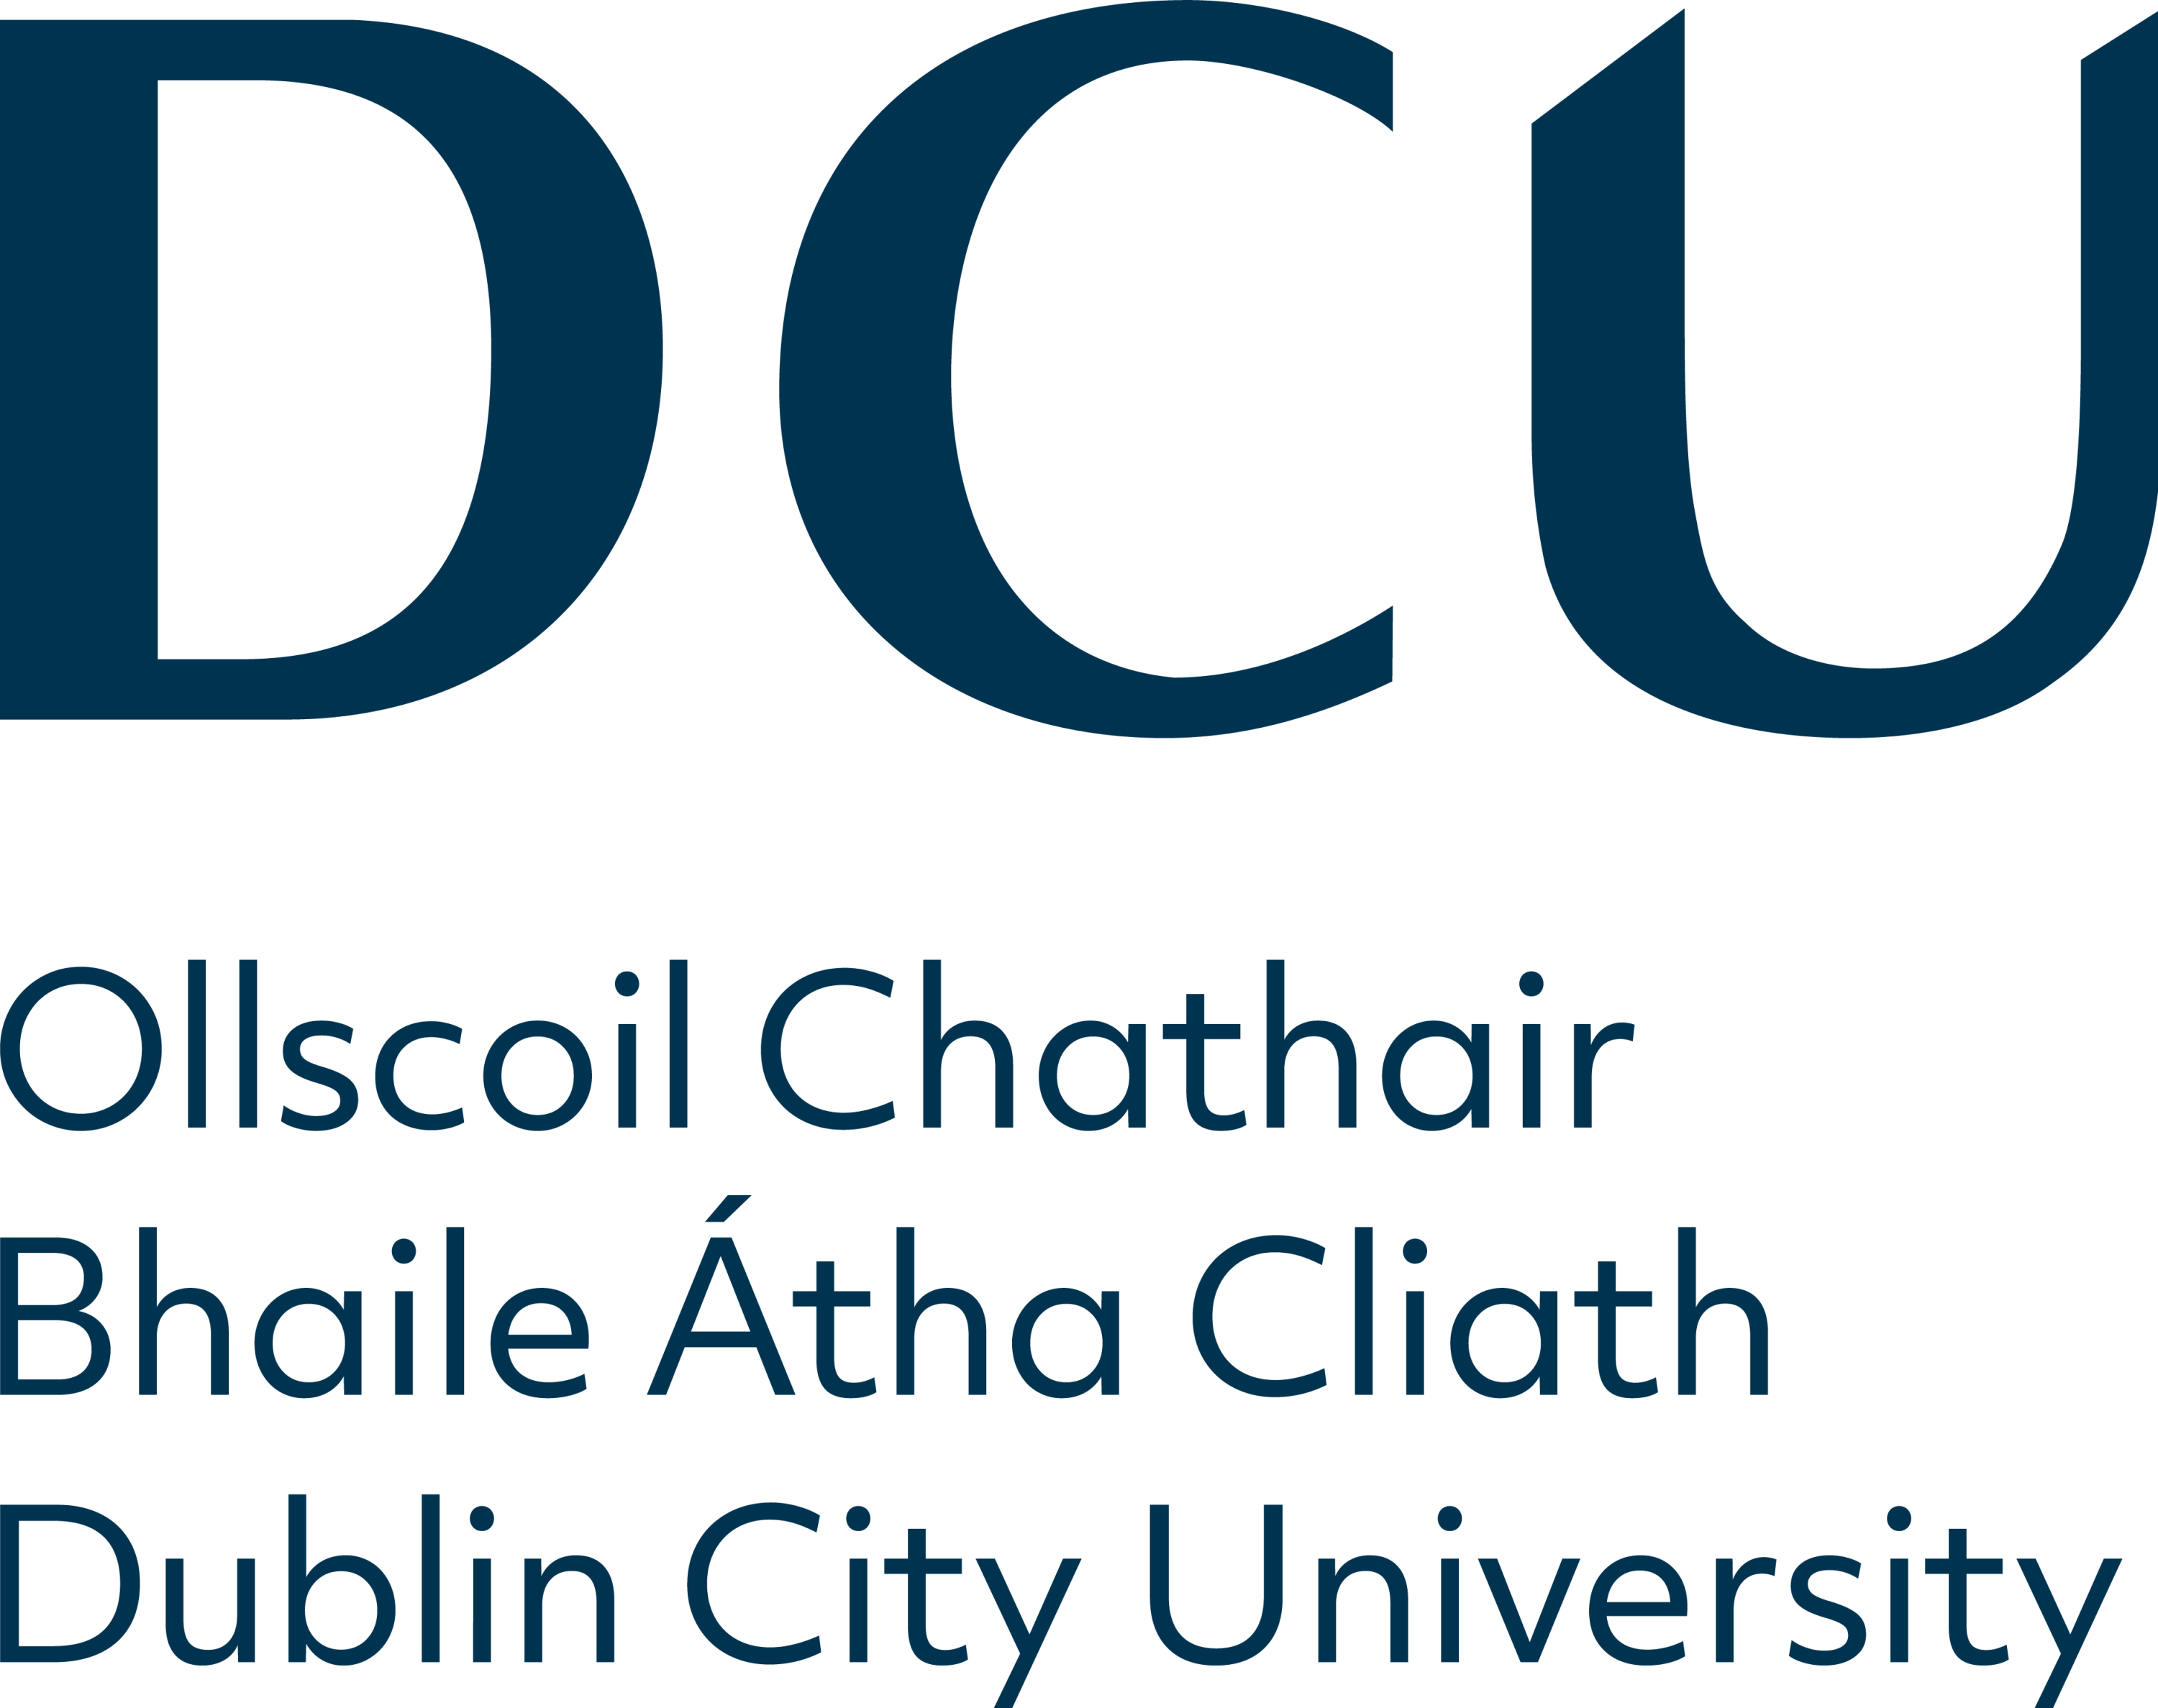 DCU
Ollscoil Chathair
Bhaile Átha Cliath
Dublin City University